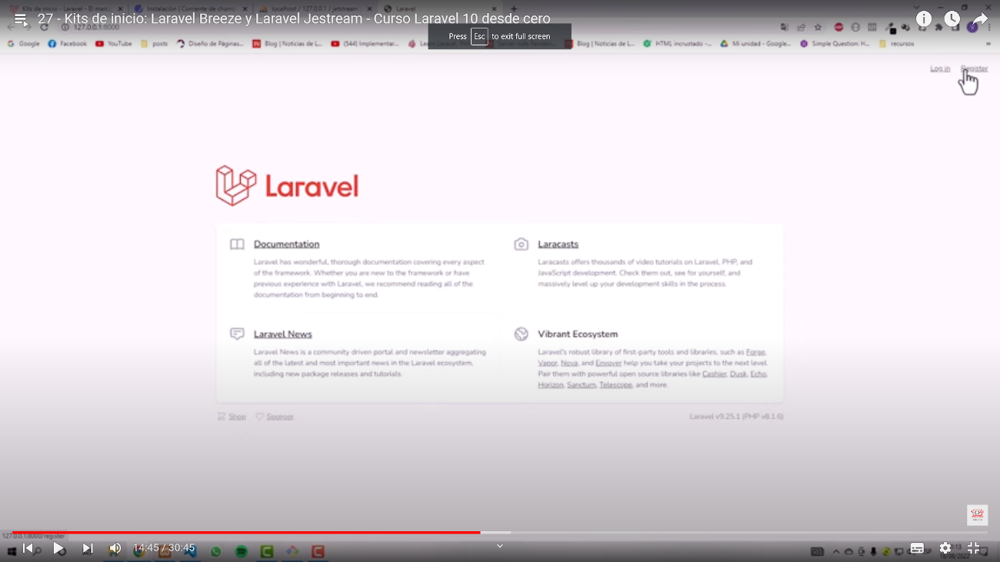 27 - Kits de inicio: Laravel Breeze y Laravel Jestream - Curso Laravel 10 desde cero
Press Esc to exit full screen
127.0.0.1:8000
Google
Facebook
YouTube
posts
Diseño de Páginas...
Blog | Noticias de L...
(544) Implementar...
Blog | Noticias de L...
HTML incrustado -...
Mi unidad - Google...
Simple Question: H...
recursos
Log in
Register
Laravel
Documentation
Laravel has wonderful, thorough documentation covering every aspect
of the framework. Whether you are new to the framework or have
previous experience with Laravel, we recommend reading all of the
documentation from beginning to end.
Laracasts
Laracasts offers thousands of video tutorials on Laravel, PHP, and
JavaScript development. Check them out, see for yourself, and
massively level up your development skills in the process.
Laravel News
Laravel News is a community driven portal and newsletter aggregating
all of the latest and most important news in the Laravel ecosystem,
including new package releases and tutorials.
Vibrant Ecosystem
Laravel's robust library of first-party tools and libraries, such as Forge,
Vapor, Nova, and Envoyer help you take your projects to the next level.
Pair them with powerful open source libraries like Cashier, Dusk, Echo,
Horizon, Sanctum, Telescope, and more.
Shop
Sponsor
Laravel v9.25.1 (PHP v8.1.6)
127.0.0.1:8000/register
14:45 / 30:45